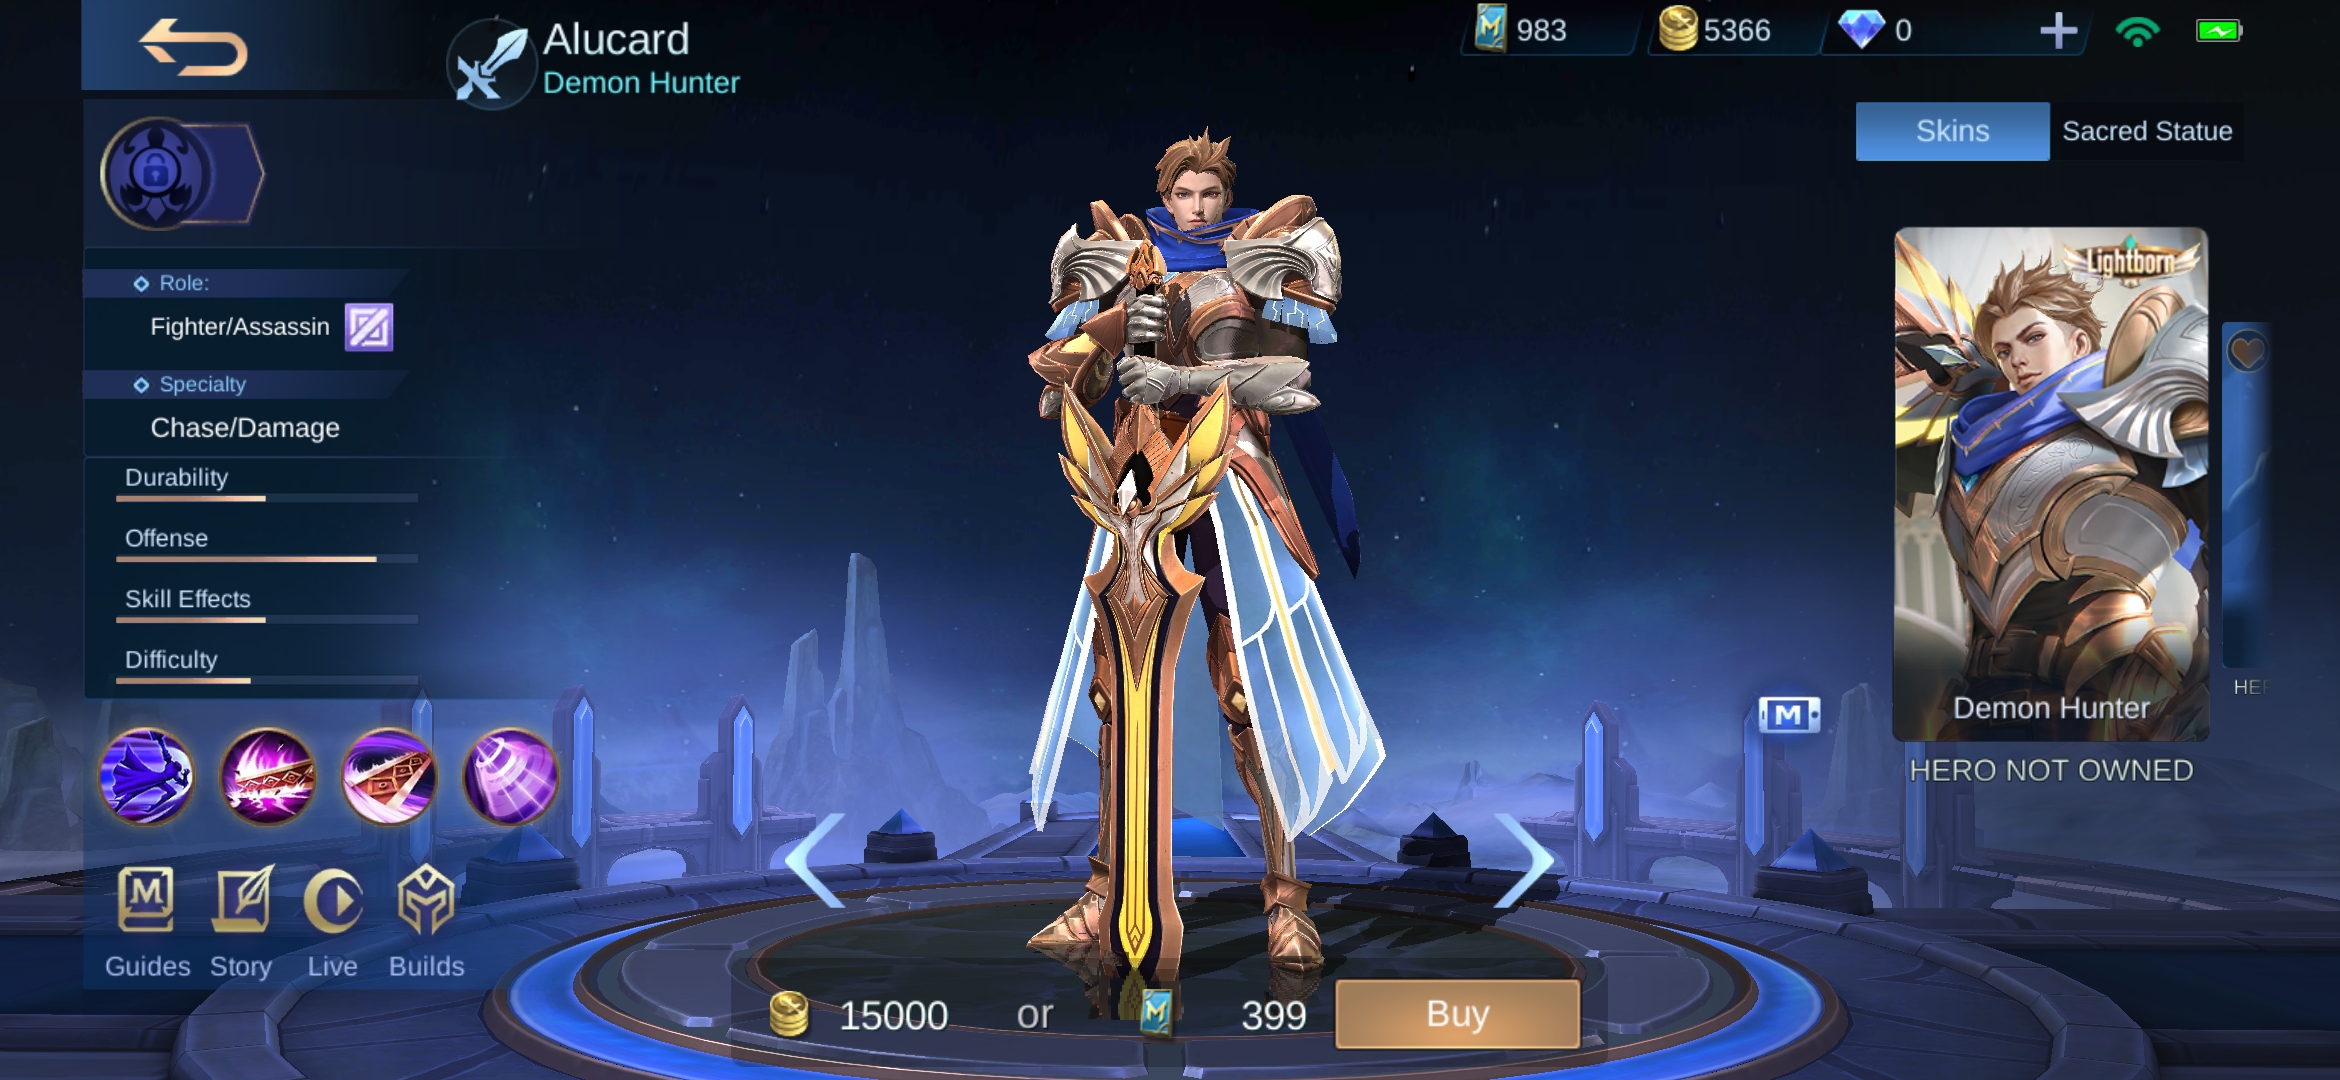 Alucard
Demon Hunter
983
5366
0
Skins
Sacred Statue
Role:
Fighter/Assassin
Specialty
Chase/Damage
Durability
Offense
Skill Effects
Difficulty
Lightborn
Demon Hunter
HERO NOT OWNED
M
Guides
Story
Live
Builds
15000 or 399
Buy